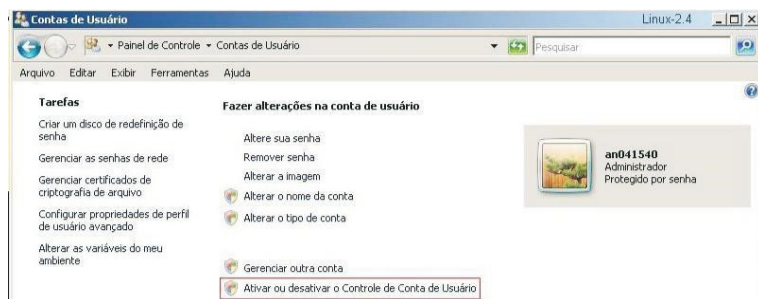 Contas de Usuário
Linux-2.4
Painel de Controle
Contas de Usuário
Pesquisar
Arquivo Editar Exibir Ferramentas Ajuda
Tarefas
Criar um disco de redefinição de
senha
Gerenciar as senhas de rede
Gerenciar certificados de
criptografia de arquivo
Configurar propriedades de perfil
de usuário avançado
Alterar as variáveis do meu
ambiente
Fazer alterações na conta de usuário
Altere sua senha
Remover senha
Alterar a imagem
Alterar o nome da conta
Alterar o tipo de conta
Gerenciar outra conta
Ativar ou desativar o Controle de Conta de Usuário
an041540
Administrador
Protegido por senha